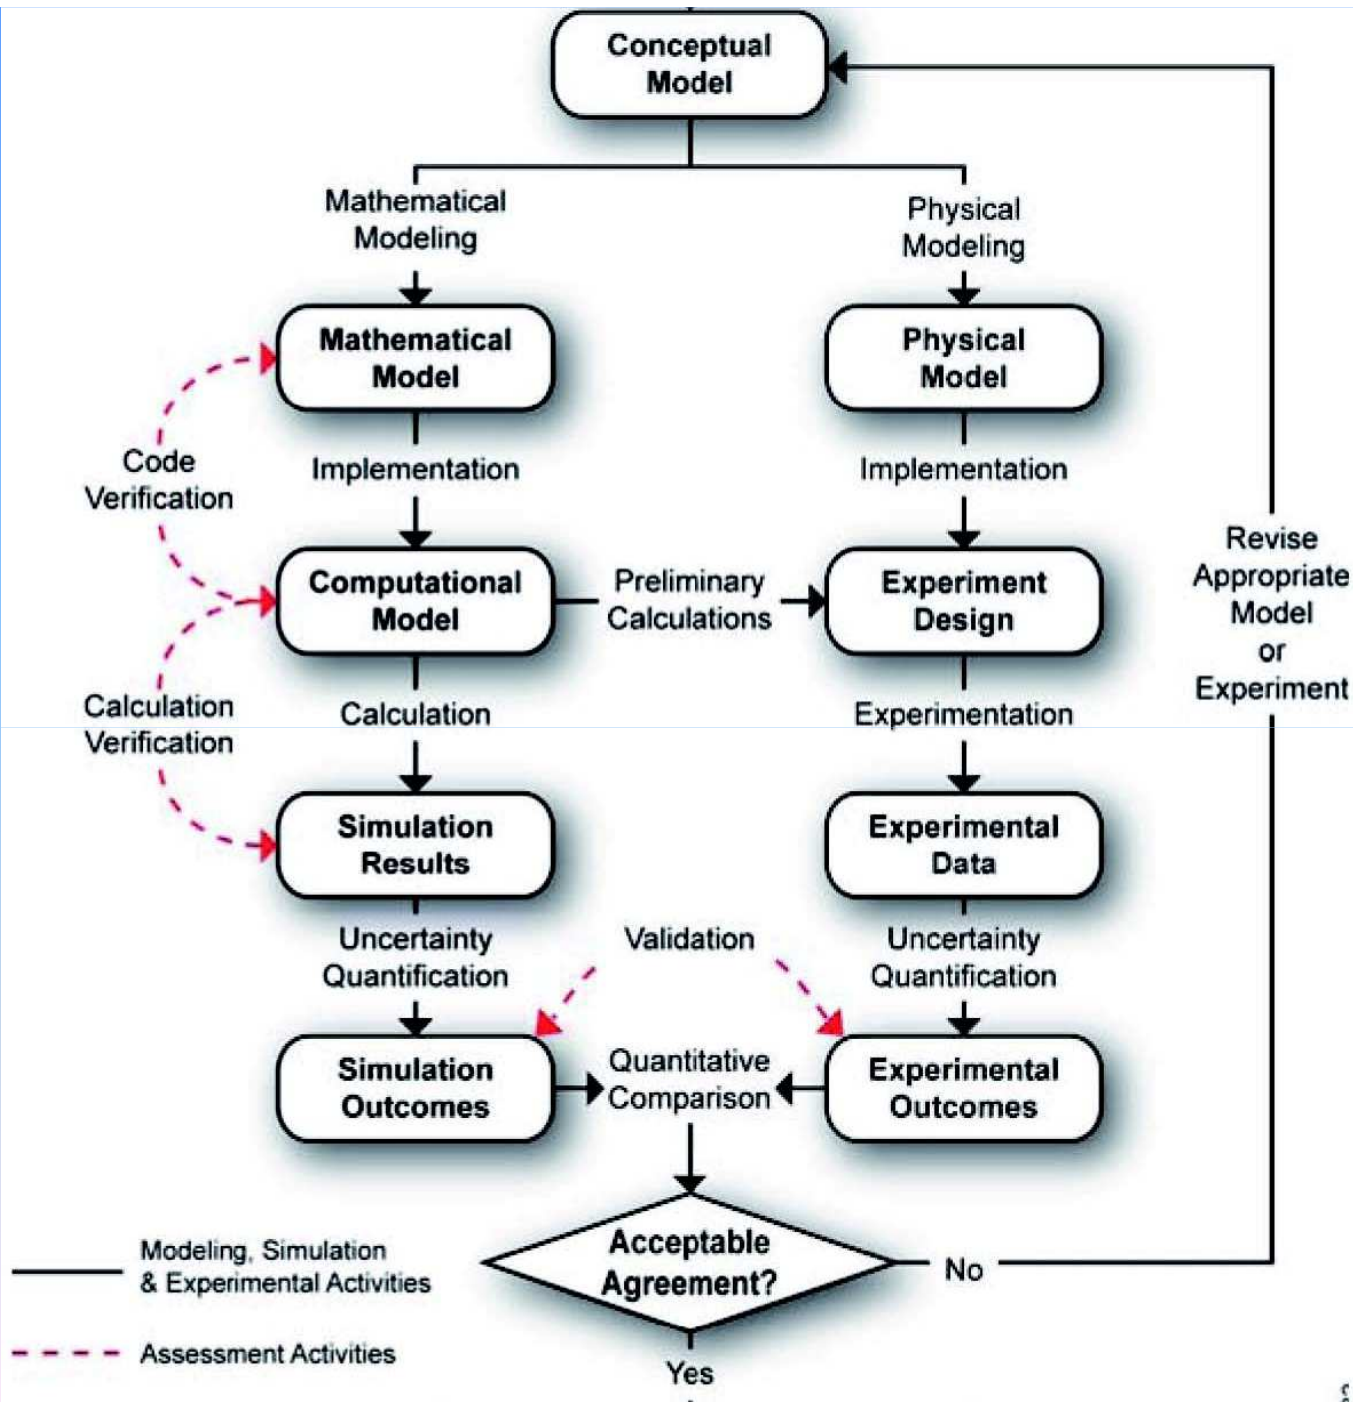 Conceptual
Model
Mathematical
Modeling
Physical
Modeling
Mathematical
Model
Physical
Model
Code
Verification
Implementation
Implementation
Computational
Model
Preliminary
Calculations
Experiment
Design
Revise
Appropriate
Model
or
Experiment
Calculation
Verification
Calculation
Experimentation
Simulation
Results
Experimental
Data
Uncertainty
Quantification
Validation
Uncertainty
Quantification
Simulation
Outcomes
Quantitative
Comparison
Experimental
Outcomes
Acceptable
Agreement?
No
Modeling, Simulation
& Experimental Activities
Assessment Activities
Yes